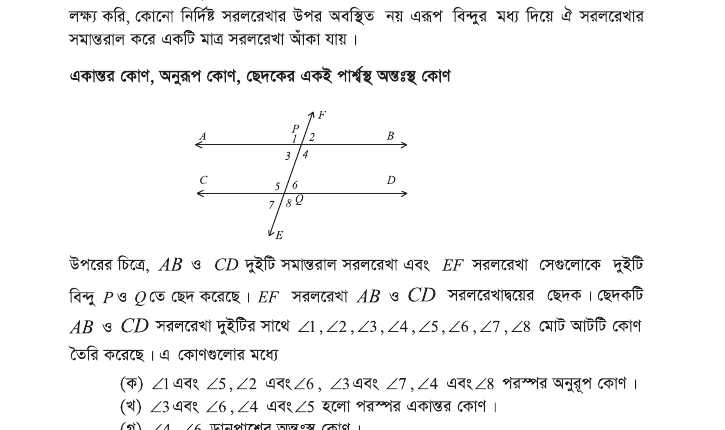 লক্ষ্য করি, কোনো নির্দিষ্ট সরলরেখার উপর অবস্থিত নয় এরূপ বিন্দুর মধ্য দিয়ে ঐ সরলরেখার
সমান্তরাল করে একটি মাত্র সরলরেখা আঁকা যায় ।
একান্তর কোণ, অনুরূপ কোণ, ছেদকের একই পার্শ্বস্থ অন্তঃস্থ কোণ
F
P
A 1 2 B
3 4
C 5 6 D
7 8 Q
E
উপরের চিত্রে, AB ও CD দুইটি সমান্তরাল সরলরেখা এবং EF সরলরেখা সেগুলোকে দুইটি
বিন্দু P ও Q তে ছেদ করেছে । EF সরলরেখা AB ও CD সরলরেখাদ্বয়ের ছেদক । ছেদকটি
AB ও CD সরলরেখা দুইটির সাথে ∠1, ∠2, ∠3, ∠4, ∠5, ∠6, ∠7, ∠8 মোট আটটি কোণ
তৈরি করেছে । এ কোণগুলোর মধ্যে
(ক) ∠1 এবং ∠5, ∠2 এবং ∠6, ∠3 এবং ∠7, ∠4 এবং ∠8 পরস্পর অনুরূপ কোণ ।
(খ) ∠3 এবং ∠6, ∠4 এবং ∠5 হলো পরস্পর একান্তর কোণ ।
(গ) ∠4, ∠6 ডানপাশের অন্তঃস্থ কোণ ।